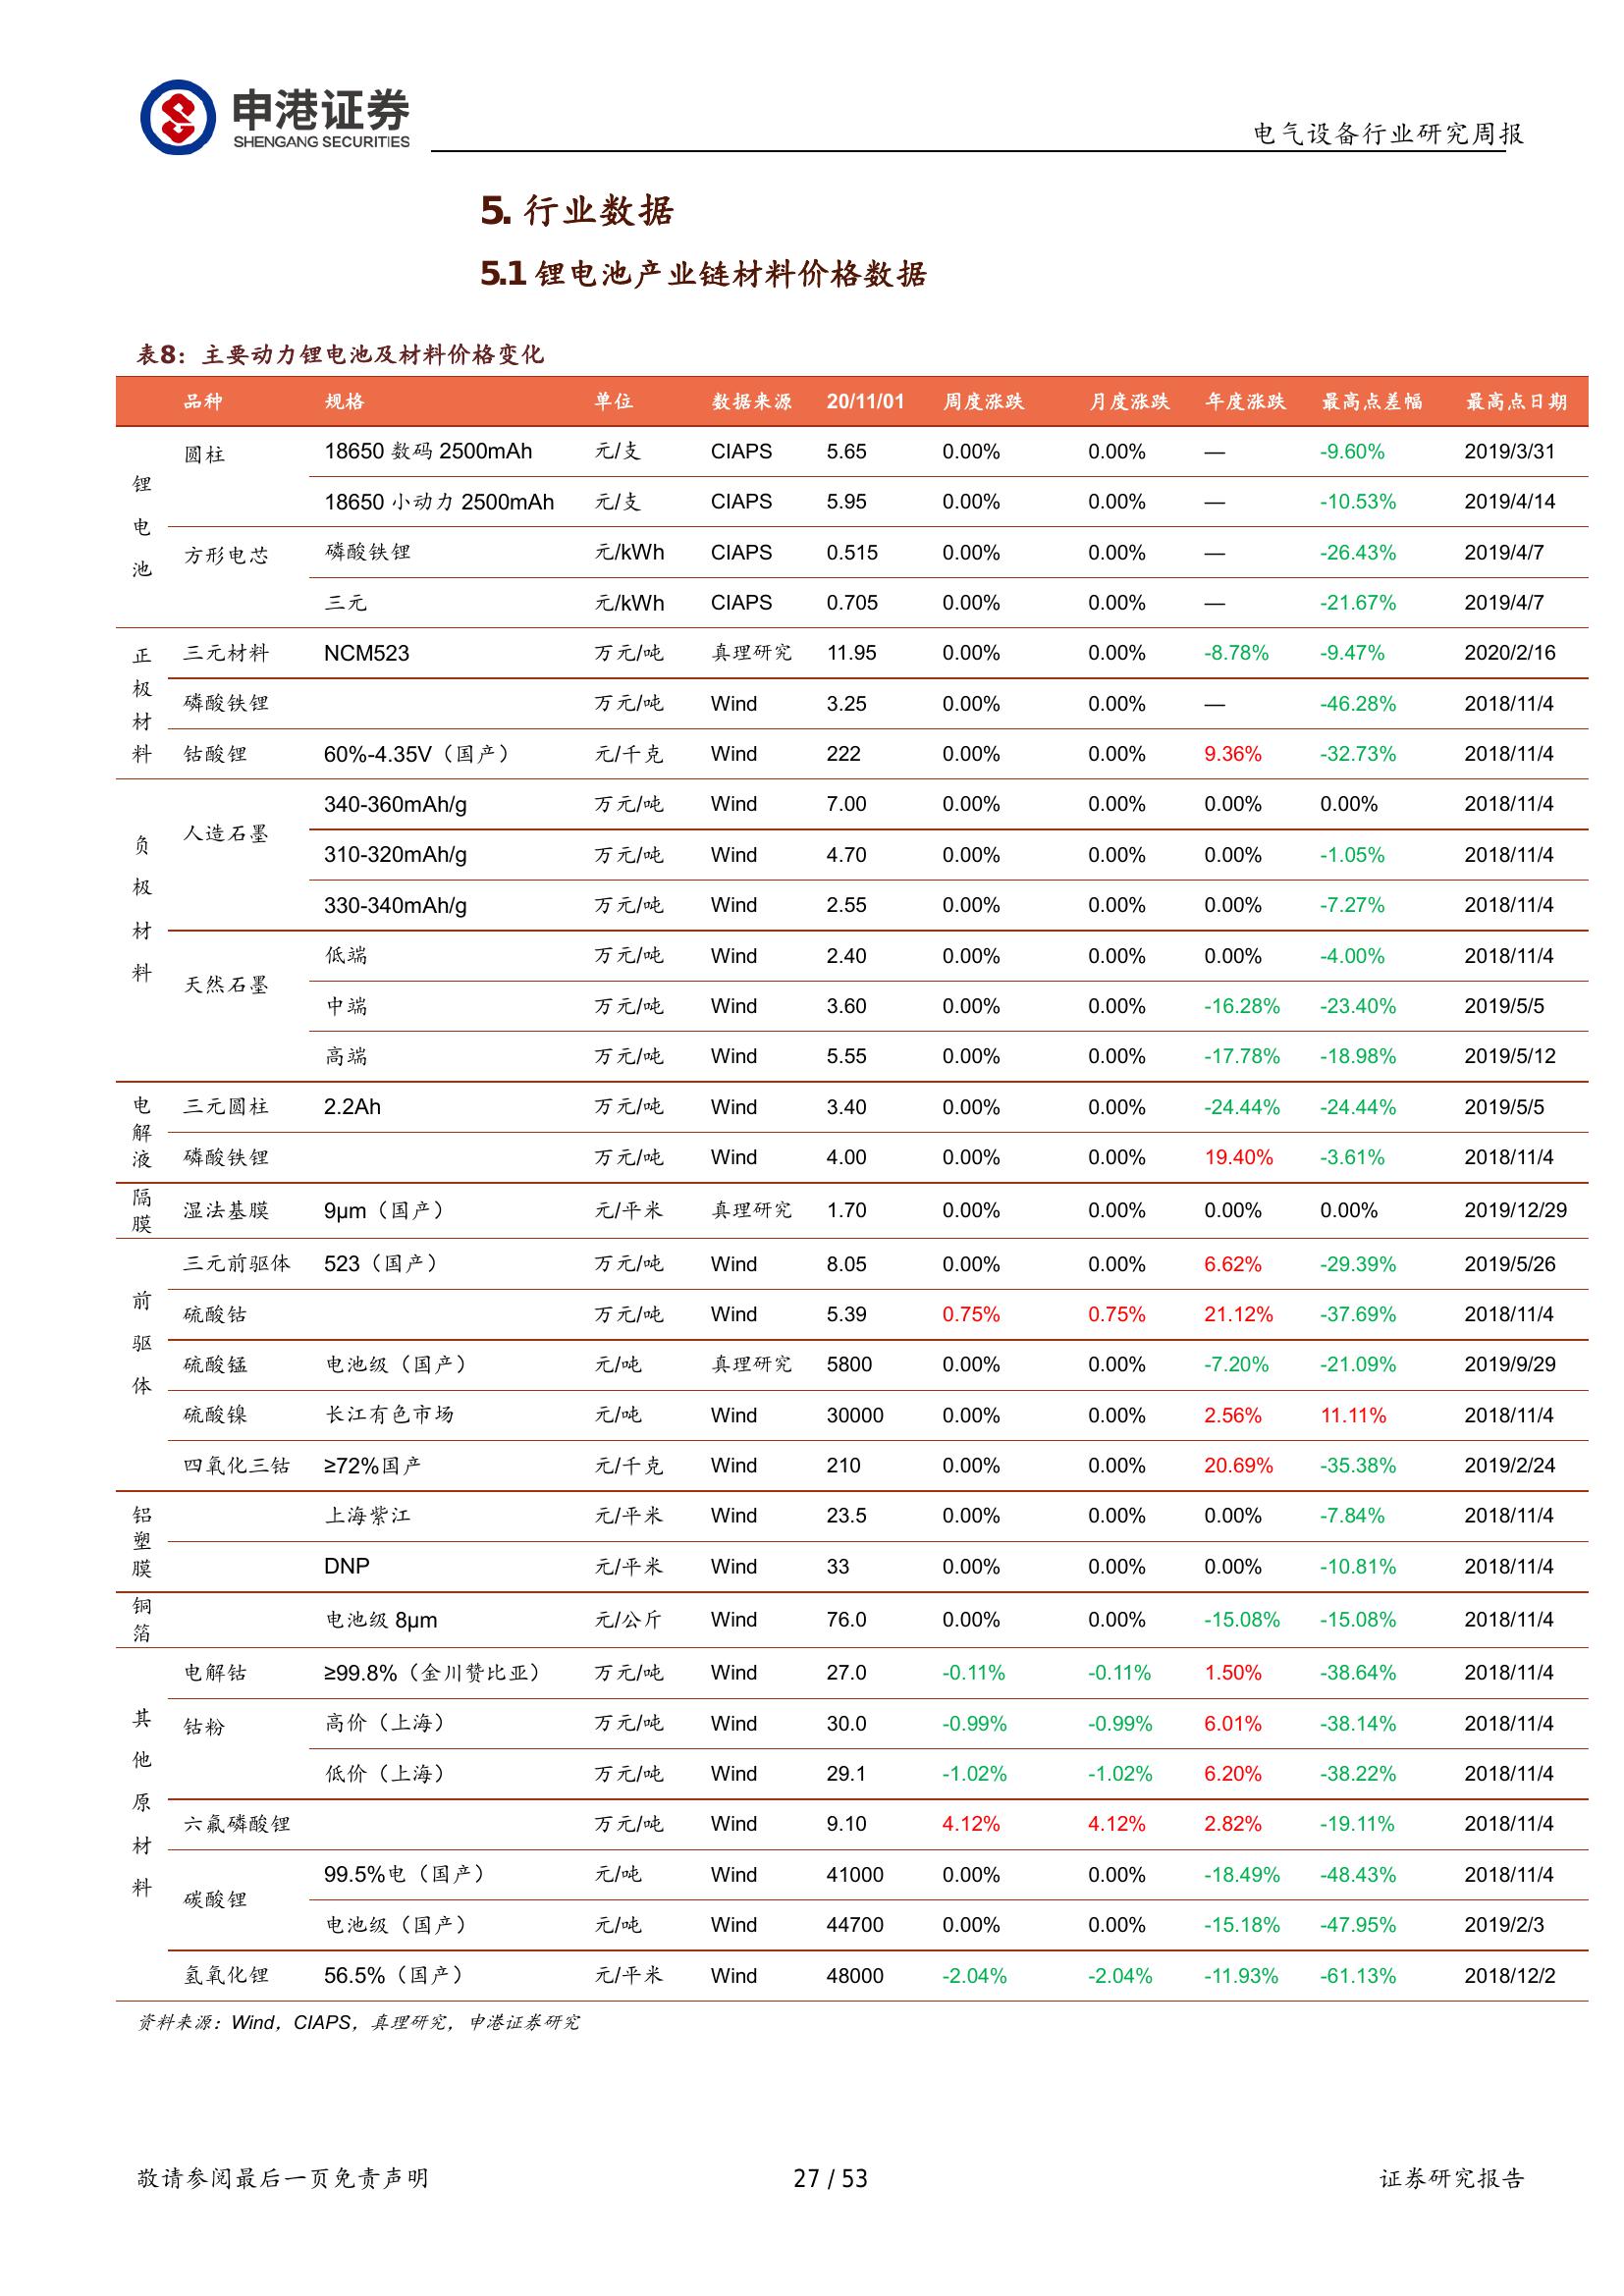 申港证券
SHENGANG SECURITIES
电气设备行业研究周报
5. 行业数据
5.1 锂电池产业链材料价格数据
表8：主要动力锂电池及材料价格变化
品种 规格 单位 数据来源 20/11/01 周度涨跌 月度涨跌 年度涨跌 最高点差幅 最高点日期
锂电池 圆柱 18650 数码 2500mAh 元/支 CIAPS 5.65 0.00% 0.00% — -9.60% 2019/3/31
18650 小动力 2500mAh 元/支 CIAPS 5.95 0.00% 0.00% — -10.53% 2019/4/14
方形电芯 磷酸铁锂 元/kWh CIAPS 0.515 0.00% 0.00% — -26.43% 2019/4/7
三元 元/kWh CIAPS 0.705 0.00% 0.00% — -21.67% 2019/4/7
正极材料 三元材料 NCM523 万元/吨 真理研究 11.95 0.00% 0.00% -8.78% -9.47% 2020/2/16
磷酸铁锂 万元/吨 Wind 3.25 0.00% 0.00% — -46.28% 2018/11/4
钴酸锂 60%-4.35V（国产） 元/千克 Wind 222 0.00% 0.00% 9.36% -32.73% 2018/11/4
负极材料 人造石墨 340-360mAh/g 万元/吨 Wind 7.00 0.00% 0.00% 0.00% 0.00% 2018/11/4
310-320mAh/g 万元/吨 Wind 4.70 0.00% 0.00% 0.00% -1.05% 2018/11/4
330-340mAh/g 万元/吨 Wind 2.55 0.00% 0.00% 0.00% -7.27% 2018/11/4
天然石墨 低端 万元/吨 Wind 2.40 0.00% 0.00% 0.00% -4.00% 2018/11/4
中端 万元/吨 Wind 3.60 0.00% 0.00% -16.28% -23.40% 2019/5/5
高端 万元/吨 Wind 5.55 0.00% 0.00% -17.78% -18.98% 2019/5/12
电解液 三元圆柱 2.2Ah 万元/吨 Wind 3.40 0.00% 0.00% -24.44% -24.44% 2019/5/5
磷酸铁锂 万元/吨 Wind 4.00 0.00% 0.00% 19.40% -3.61% 2018/11/4
隔膜 湿法基膜 9μm（国产） 元/平米 真理研究 1.70 0.00% 0.00% 0.00% 0.00% 2019/12/29
前驱体 三元前驱体 523（国产） 万元/吨 Wind 8.05 0.00% 0.00% 6.62% -29.39% 2019/5/26
硫酸钴 万元/吨 Wind 5.39 0.75% 0.75% 21.12% -37.69% 2018/11/4
硫酸锰 电池级（国产） 元/吨 真理研究 5800 0.00% 0.00% -7.20% -21.09% 2019/9/29
硫酸镍 长江有色市场 元/吨 Wind 30000 0.00% 0.00% 2.56% 11.11% 2018/11/4
四氧化三钴 ≥72%国产 元/千克 Wind 210 0.00% 0.00% 20.69% -35.38% 2019/2/24
铝塑膜 上海紫江 元/平米 Wind 23.5 0.00% 0.00% 0.00% -7.84% 2018/11/4
DNP 元/平米 Wind 33 0.00% 0.00% 0.00% -10.81% 2018/11/4
铜箔 电池级 8μm 元/公斤 Wind 76.0 0.00% 0.00% -15.08% -15.08% 2018/11/4
其他原材料 电解钴 ≥99.8%（金川赞比亚） 万元/吨 Wind 27.0 -0.11% -0.11% 1.50% -38.64% 2018/11/4
钴粉 高价（上海） 万元/吨 Wind 30.0 -0.99% -0.99% 6.01% -38.14% 2018/11/4
低价（上海） 万元/吨 Wind 29.1 -1.02% -1.02% 6.20% -38.22% 2018/11/4
六氟磷酸锂 万元/吨 Wind 9.10 4.12% 4.12% 2.82% -19.11% 2018/11/4
碳酸锂 99.5%电（国产） 元/吨 Wind 41000 0.00% 0.00% -18.49% -48.43% 2018/11/4
电池级（国产） 元/吨 Wind 44700 0.00% 0.00% -15.18% -47.95% 2019/2/3
氢氧化锂 56.5%（国产） 元/平米 Wind 48000 -2.04% -2.04% -11.93% -61.13% 2018/12/2
资料来源：Wind，CIAPS，真理研究，申港证券研究
敬请参阅最后一页免责声明 27 / 53 证券研究报告